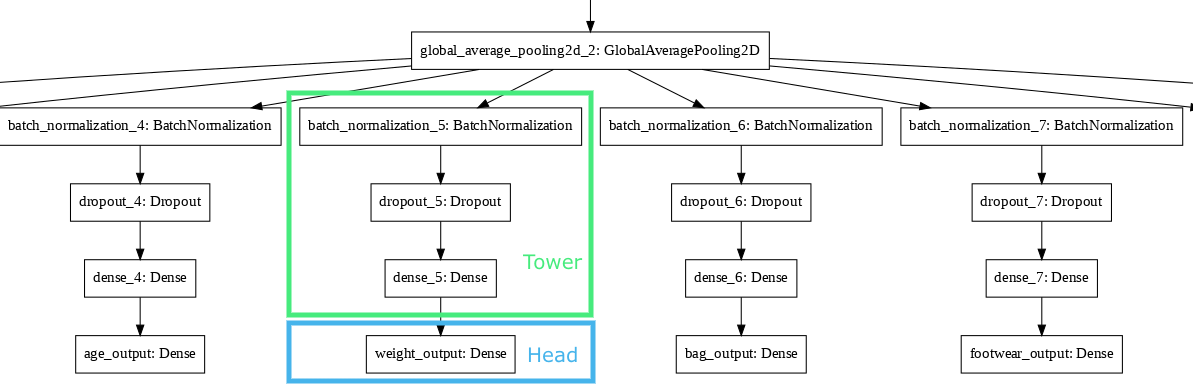 global_average_pooling2d_2: GlobalAveragePooling2D
batch_normalization_4: BatchNormalization
batch_normalization_5: BatchNormalization
batch_normalization_6: BatchNormalization
batch_normalization_7: BatchNormalization
dropout_4: Dropout
dropout_5: Dropout
dropout_6: Dropout
dropout_7: Dropout
Tower
dense_4: Dense
dense_5: Dense
dense_6: Dense
dense_7: Dense
age_output: Dense
weight_output: Dense
Head
bag_output: Dense
footwear_output: Dense